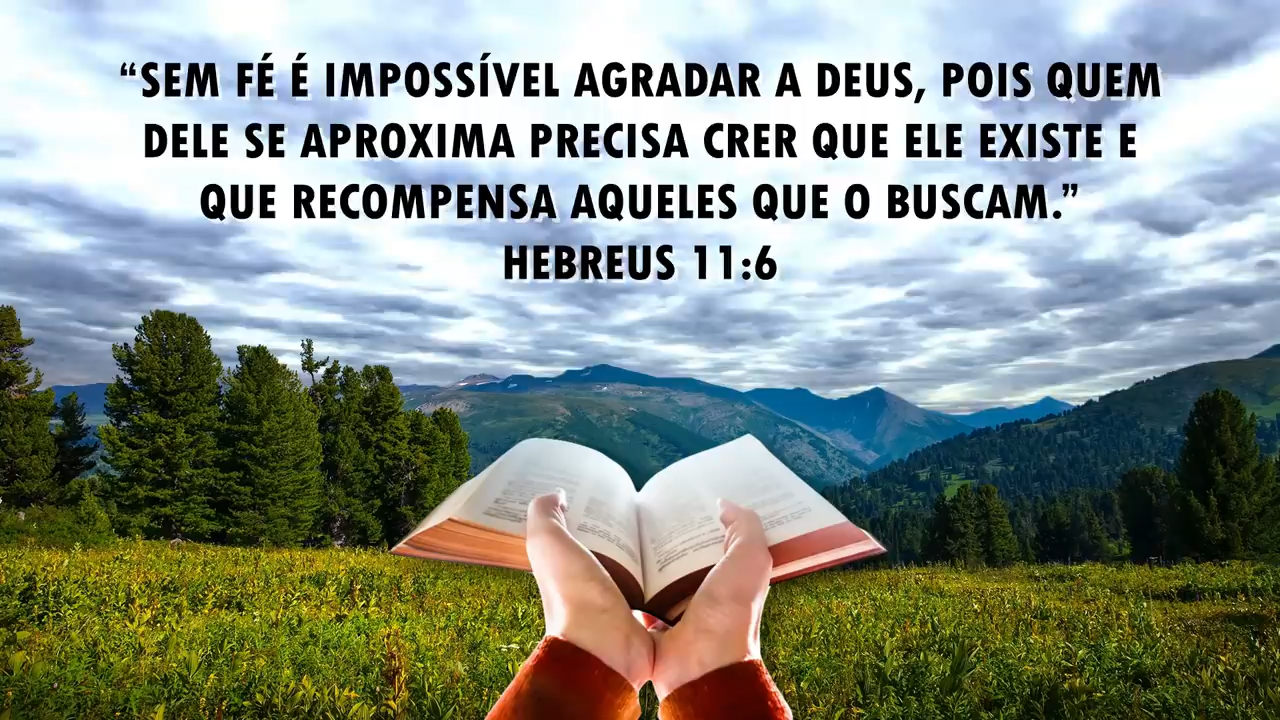 “SEM FÉ É IMPOSSÍVEL AGRADAR A DEUS, POIS QUEM
DELE SE APROXIMA PRECISA CRER QUE ELE EXISTE E
QUE RECOMPENSA AQUELES QUE O BUSCAM.”
HEBREUS 11:6